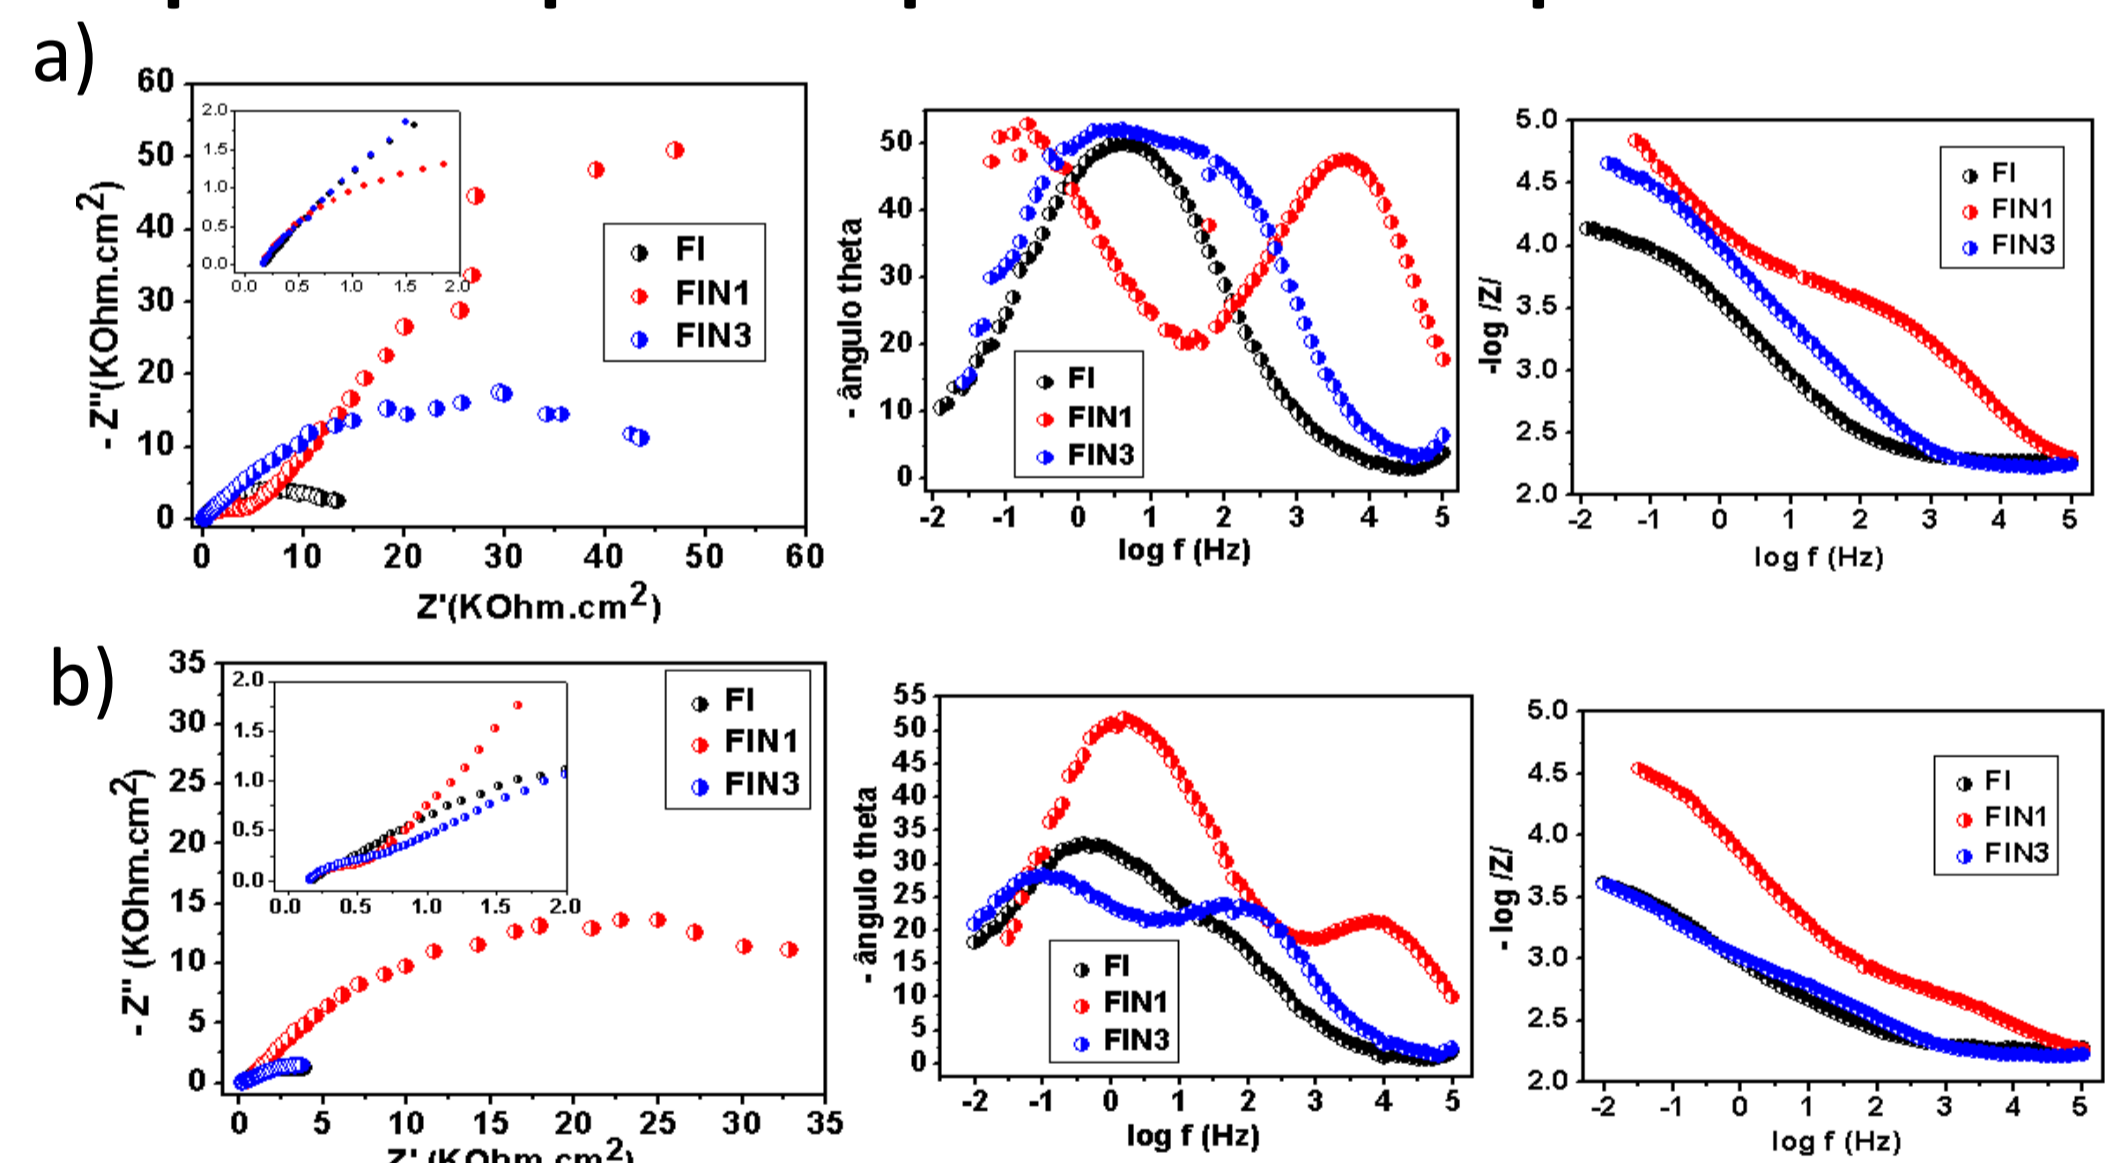 a)
60
50
40
30
20
10
0
- Z"(KOhm.cm2)
2.0
1.5
1.0
0.5
0.0
0.0 0.5 1.0 1.5 2.0
FI
FIN1
FIN3
0 10 20 30 40 50 60
Z'(KOhm.cm2)
50
40
30
20
10
0
- ângulo theta
FI
FIN1
FIN3
-2 -1 0 1 2 3 4 5
log f (Hz)
5.0
4.5
4.0
3.5
3.0
2.5
2.0
-log /Z/
FI
FIN1
FIN3
-2 -1 0 1 2 3 4 5
log f (Hz)
b)
35
30
25
20
15
10
5
0
- Z" (KOhm.cm2)
2.0
1.5
1.0
0.5
0.0
0.0 0.5 1.0 1.5 2.0
FI
FIN1
FIN3
0 5 10 15 20 25 30 35
Z' (KOhm.cm2)
55
50
45
40
35
30
25
20
15
10
5
0
- ângulo theta
FI
FIN1
FIN3
-2 -1 0 1 2 3 4 5
log f (Hz)
5.0
4.5
4.0
3.5
3.0
2.5
2.0
- log /Z/
FI
FIN1
FIN3
-2 -1 0 1 2 3 4 5
log f (Hz)